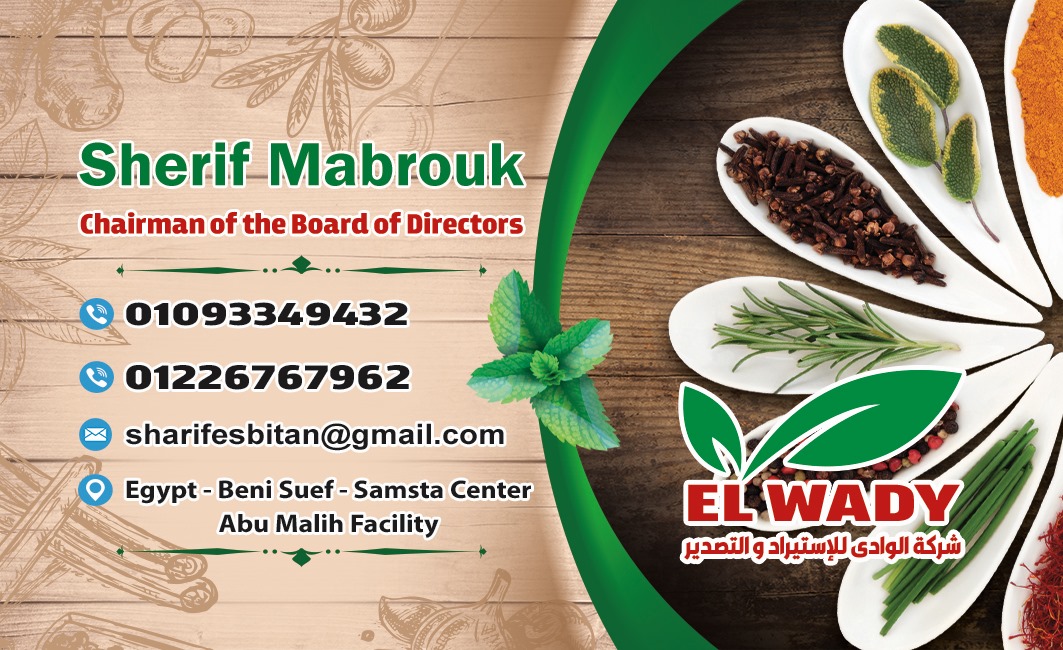 Sherif Mabrouk
Chairman of the Board of Directors
01093349432
01226767962
sharifesbitan@gmail.com
Egypt - Beni Suef - Samsta Center
Abu Malih Facility
EL WADY
شركة الوادى للإستيراد و التصدير